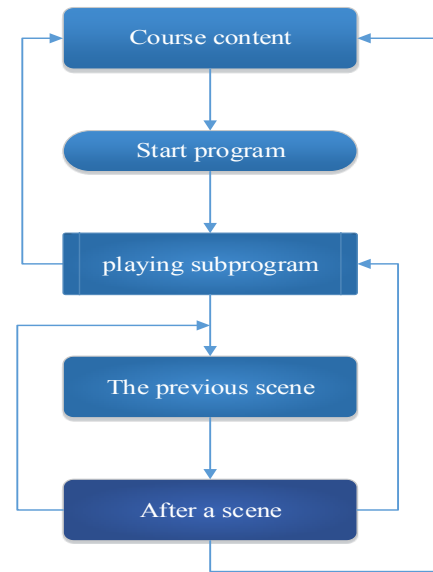 Course content
Start program
playing subprogram
The previous scene
After a scene